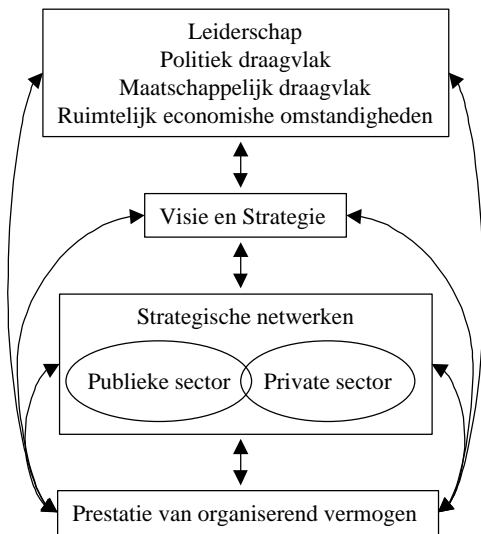 Leiderschap
Politiek draagvlak
Maatschappelijk draagvlak
Ruimtelijk economishe omstandigheden
Visie en Strategie
Strategische netwerken
Publieke sector
Private sector
Prestatie van organiserend vermogen